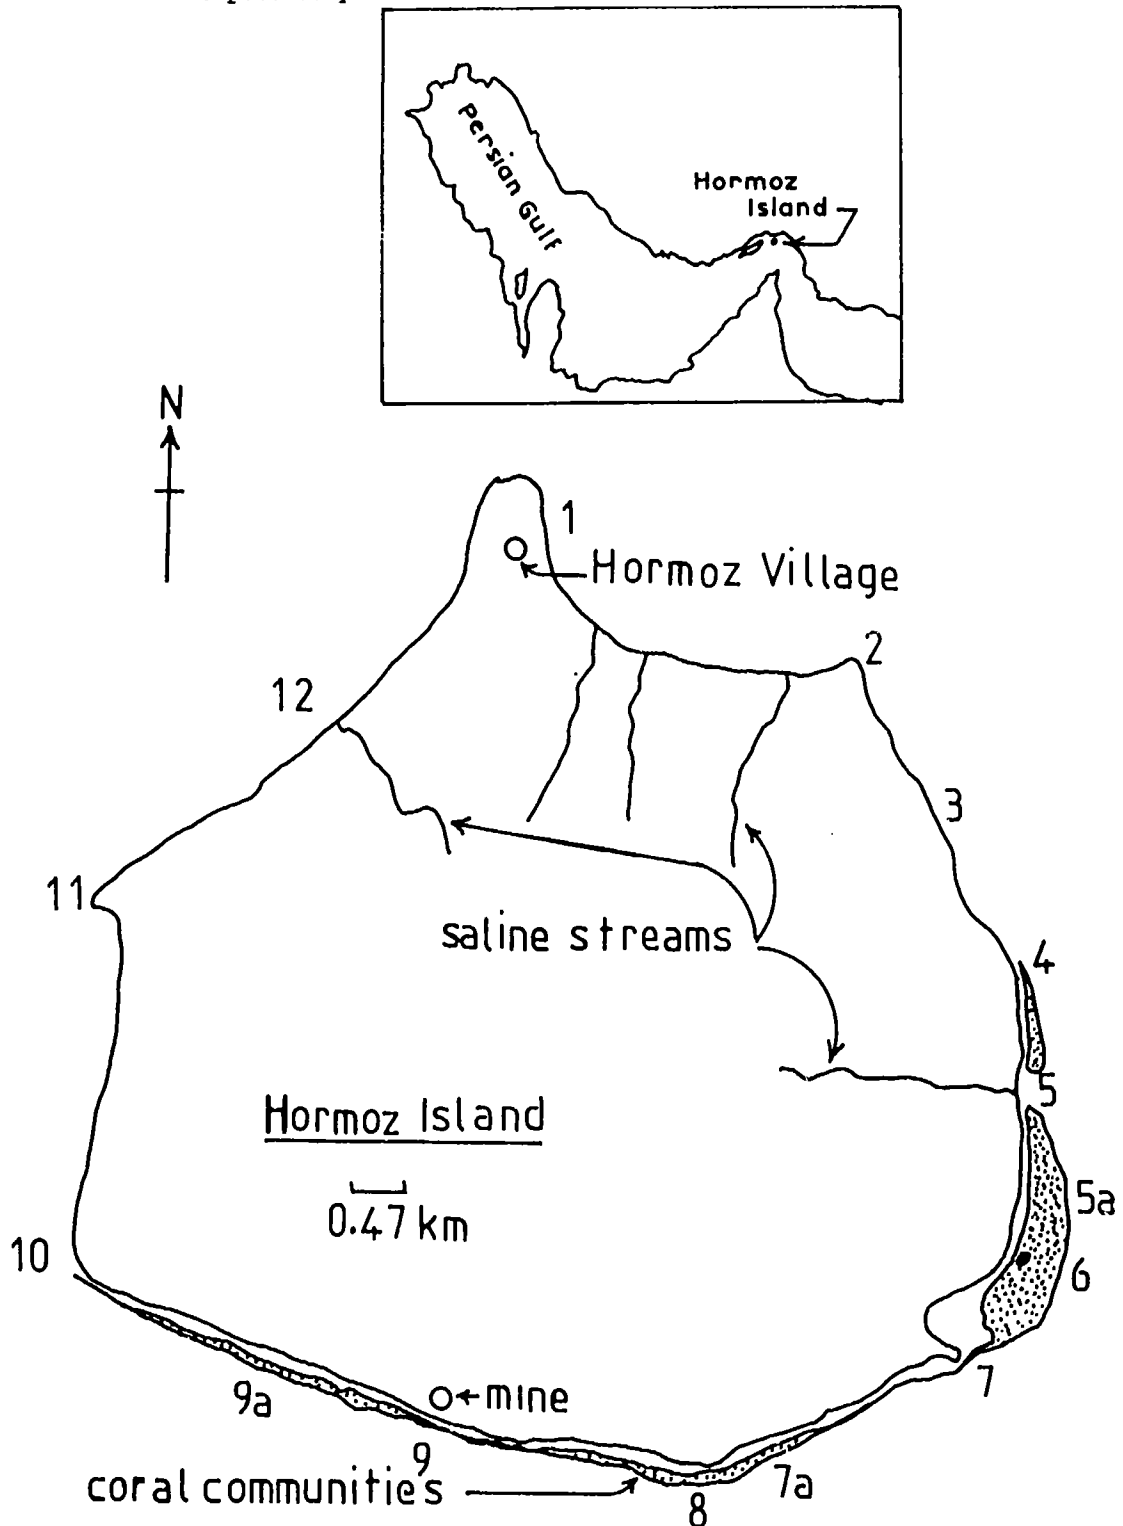 Persian Gulf
Hormoz
Island
N
1
Hormoz Village
2
12
3
11
saline streams
4
5
Hormoz Island
0.47 km
5a
10
6
7
mine
9a
9
coral communities
7a
8